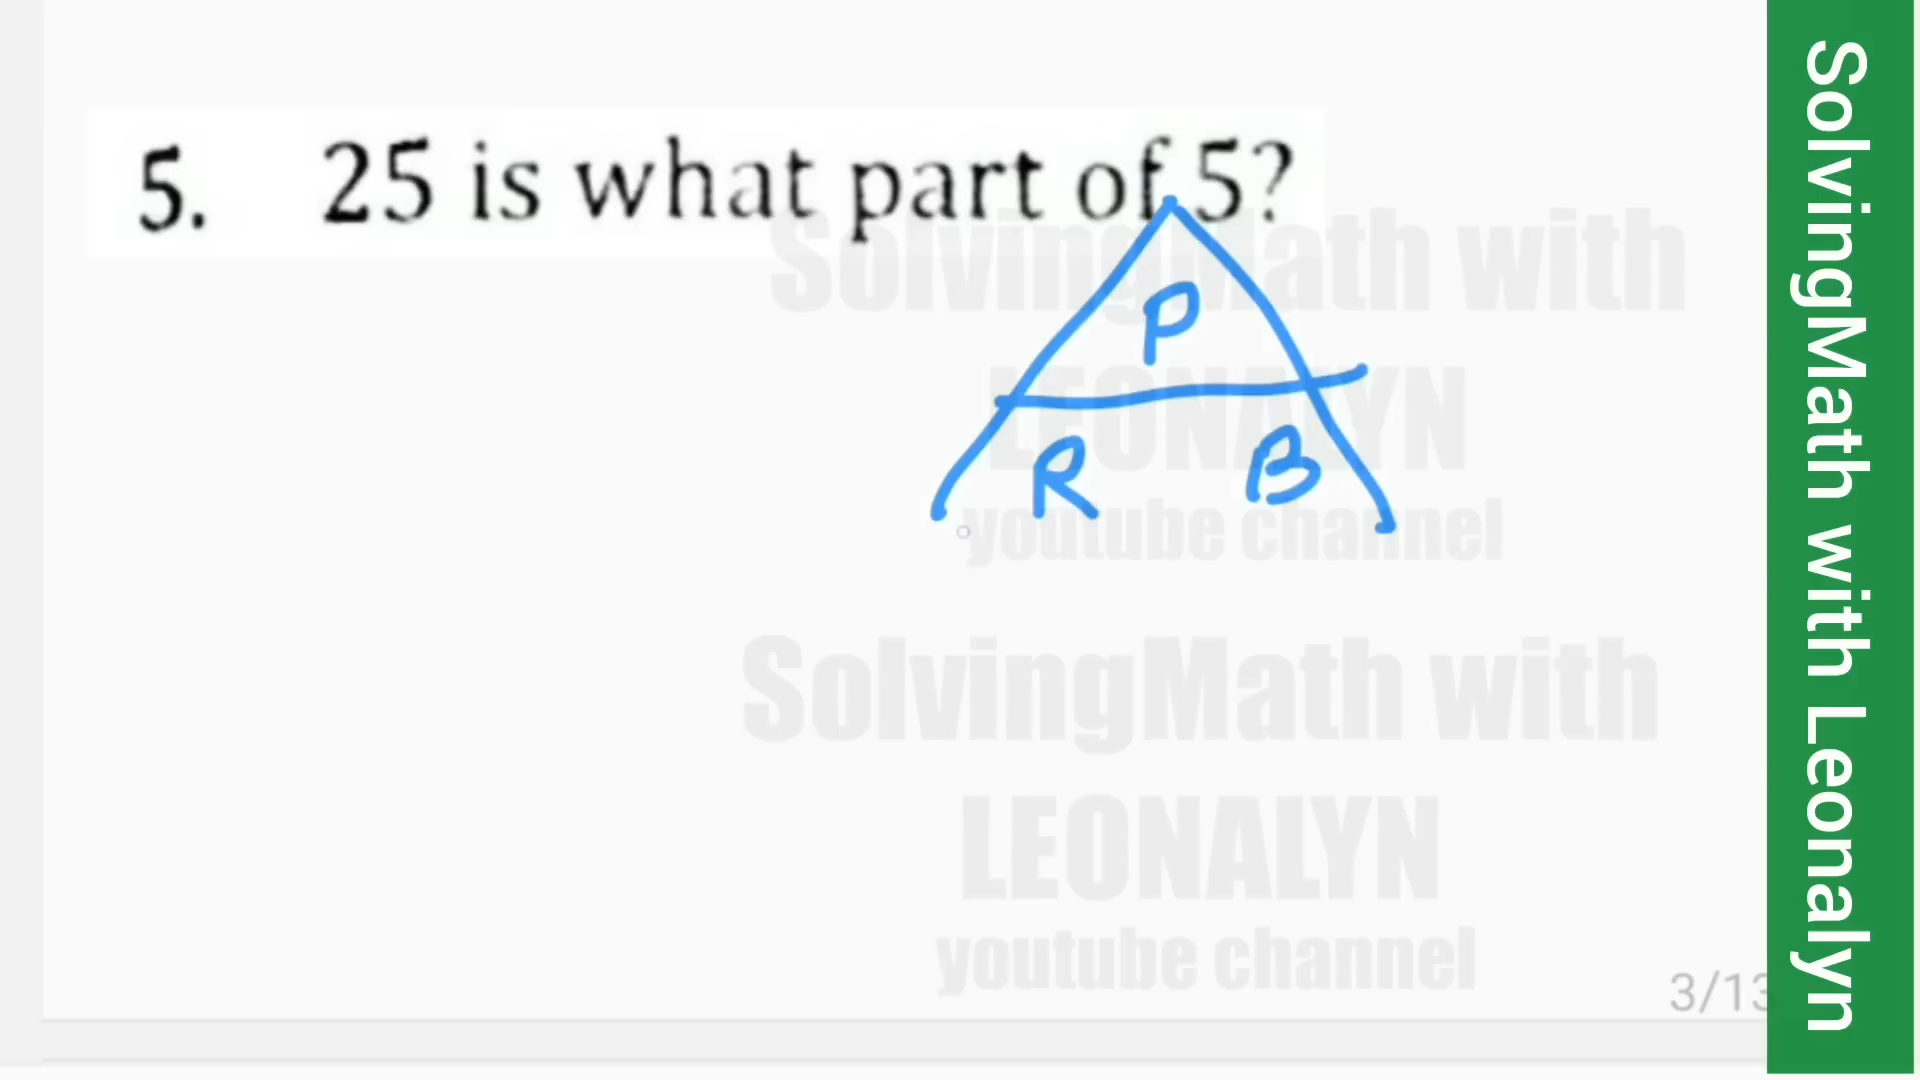 5. 25 is what part of 5?
P
R B
SolvingMath with
LEONALYN
youtube channel
SolvingMath with
LEONALYN
youtube channel
3/13
SolvingMath with Leonalyn